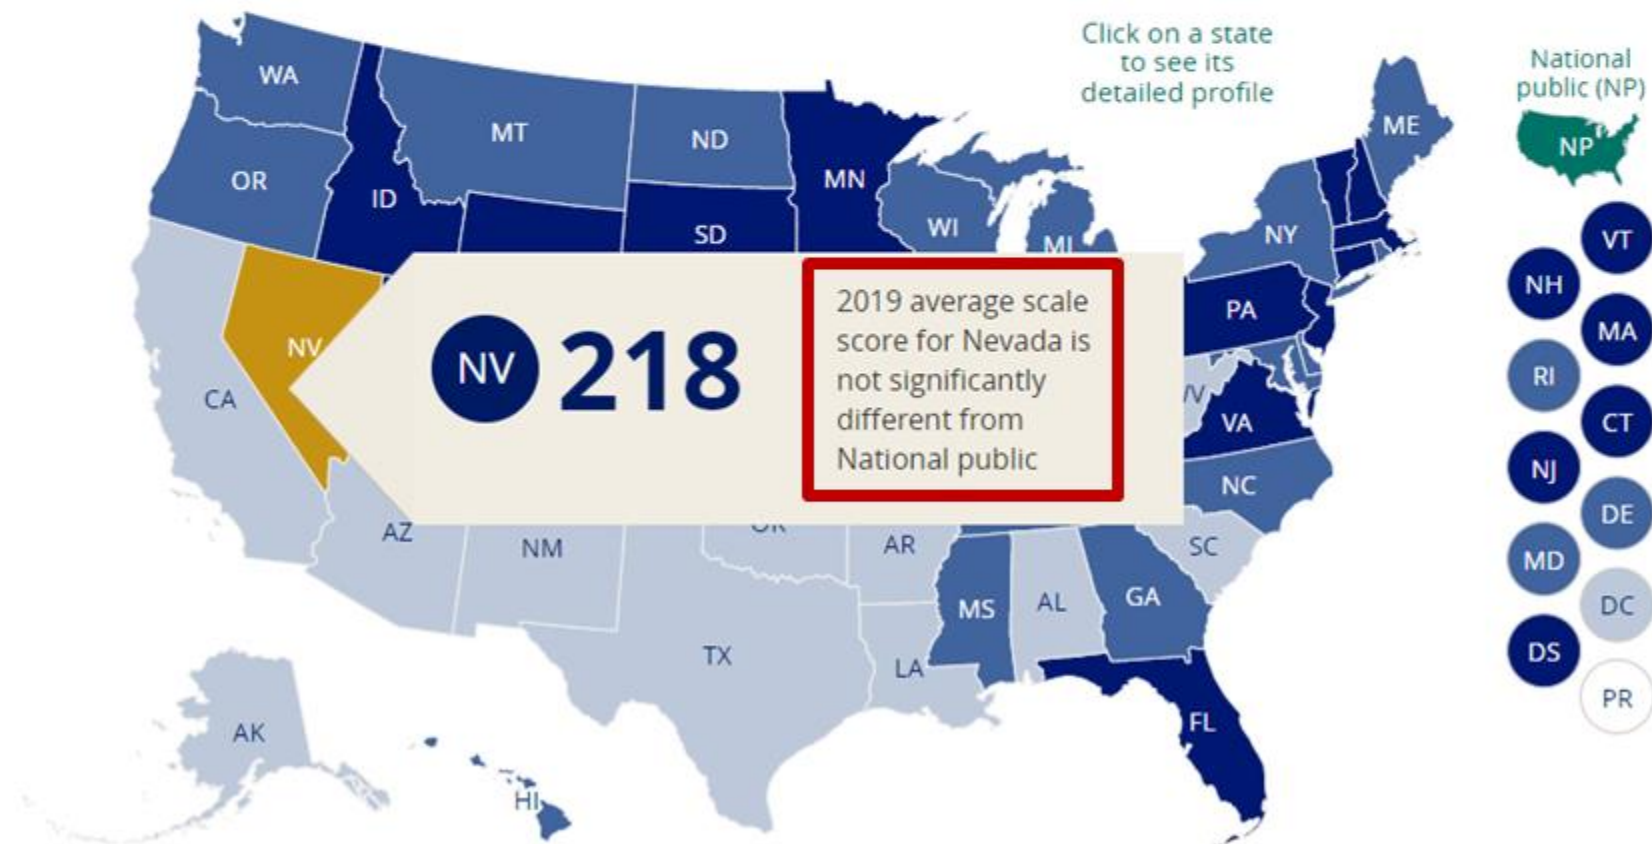 Click on a state
to see its
detailed profile
National
public (NP)
NP
WA
MT
ND
MN
ME
OR
ID
SD
WI
MI
NY
VT
NH
PA
MA
NV
NV 218
2019 average scale
score for Nevada is
not significantly
different from
National public
CA
RI
VA
CT
NJ
NC
DE
AZ
NM
AR
SC
MD
MS
AL
GA
DC
TX
LA
DS
PR
FL
AK
HI